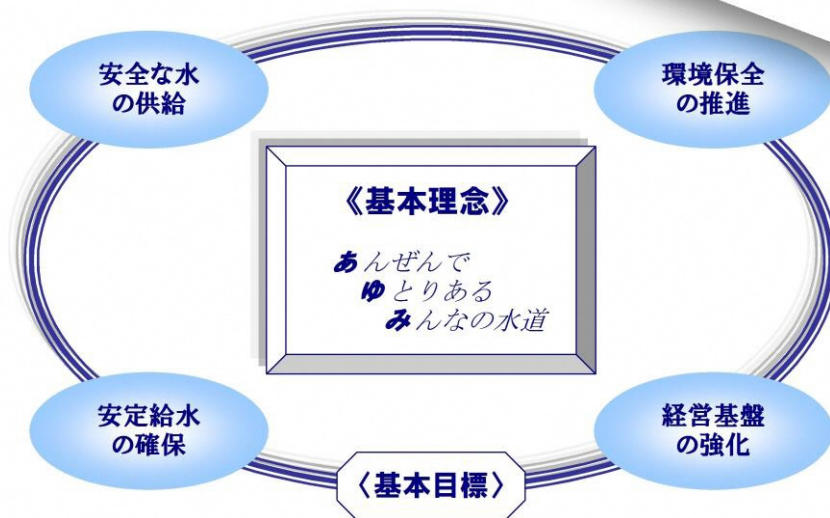 安全な水
の供給
環境保全
の推進
《基本理念》
あんぜんで
ゆとりある
みんなの水道
安定給水
の確保
経営基盤
の強化
〈基本目標〉